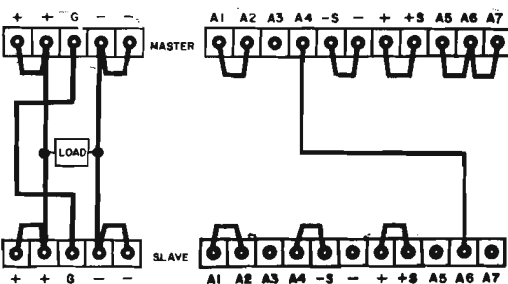 + + G - - A1 A2 A3 A4 -S - + +S A5 A6 A7
MASTER
LOAD
SLAVE
+ + G - - A1 A2 A3 A4 -S - + +S A5 A6 A7